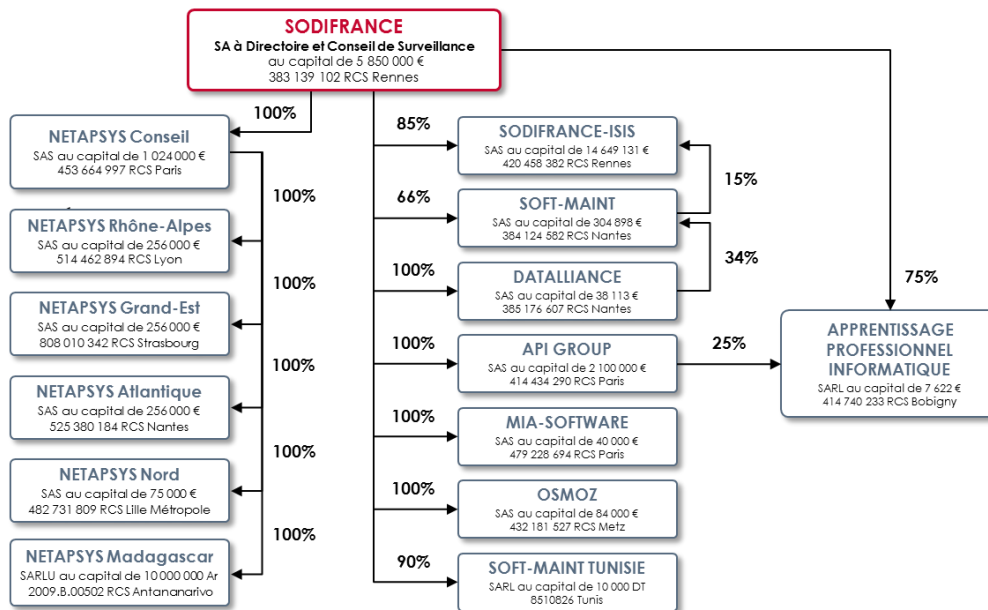 SODIFRANCE
SA à Directoire et Conseil de Surveillance
au capital de 5 850 000 €
383 139 102 RCS Rennes
100%
NETAPSYS Conseil
SAS au capital de 1 024 000 €
453 664 997 RCS Paris
100%
NETAPSYS Rhône-Alpes
SAS au capital de 256 000 €
514 462 894 RCS Lyon
100%
NETAPSYS Grand-Est
SAS au capital de 256 000 €
808 010 342 RCS Strasbourg
100%
NETAPSYS Atlantique
SAS au capital de 256 000 €
525 380 184 RCS Nantes
100%
NETAPSYS Nord
SAS au capital de 75 000 €
482 731 809 RCS Lille Métropole
100%
NETAPSYS Madagascar
SARLU au capital de 10 000 000 Ar
2009.B.00502 RCS Antananarivo
85%
SODIFRANCE-ISIS
SAS au capital de 14 649 131 €
420 458 382 RCS Rennes
15%
66%
SOFT-MAINT
SAS au capital de 304 898 €
384 124 582 RCS Nantes
34%
100%
DATALLIANCE
SAS au capital de 38 113 €
385 176 607 RCS Nantes
100%
API GROUP
SAS au capital de 2 100 000 €
414 434 290 RCS Paris
25%
75%
APPRENTISSAGE
PROFESSIONNEL
INFORMATIQUE
SARL au capital de 7 622 €
414 740 233 RCS Bobigny
100%
MIA-SOFTWARE
SAS au capital de 40 000 €
479 228 694 RCS Paris
100%
OSMOZ
SAS au capital de 84 000 €
432 181 527 RCS Metz
90%
SOFT-MAINT TUNISIE
SARL au capital de 10 000 DT
8510826 Tunis